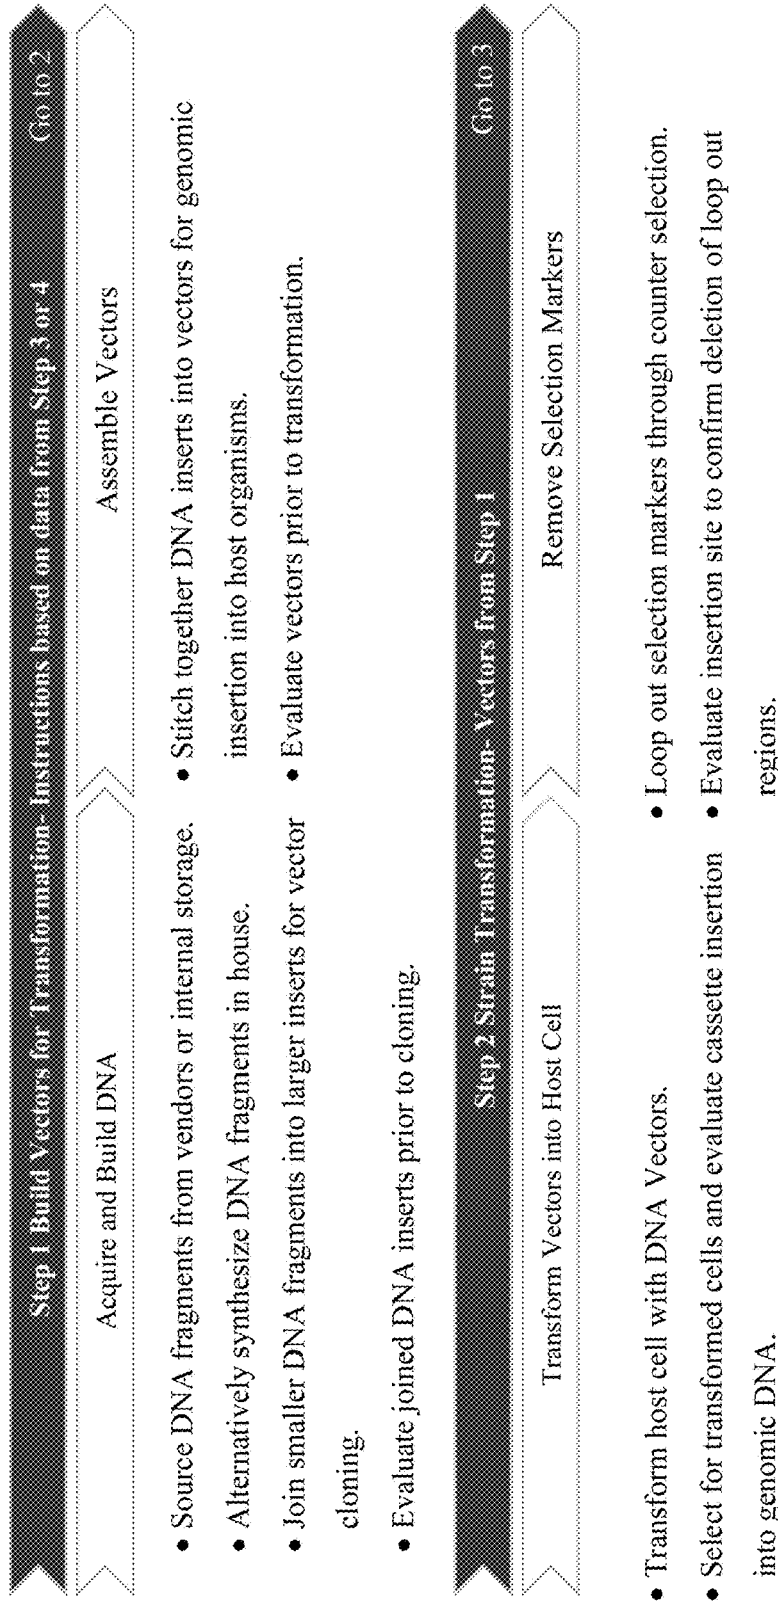 Step 1 Build Vectors for Transformation- Instructions based on data from Step 3 or 4
Go to 2
Acquire and Build DNA
● Source DNA fragments from vendors or internal storage.
● Alternatively synthesize DNA fragments in house.
● Join smaller DNA fragments into larger inserts for vector
cloning.
● Evaluate joined DNA inserts prior to cloning.
Assemble Vectors
● Stitch together DNA inserts into vectors for genomic
insertion into host organisms.
● Evaluate vectors prior to transformation.
Step 2 Strain Transformation- Vectors from Step 1
Go to 3
Transform Vectors into Host Cell
● Transform host cell with DNA Vectors.
● Select for transformed cells and evaluate cassette insertion
into genomic DNA.
Remove Selection Markers
● Loop out selection markers through counter selection.
● Evaluate insertion site to confirm deletion of loop out
regions.